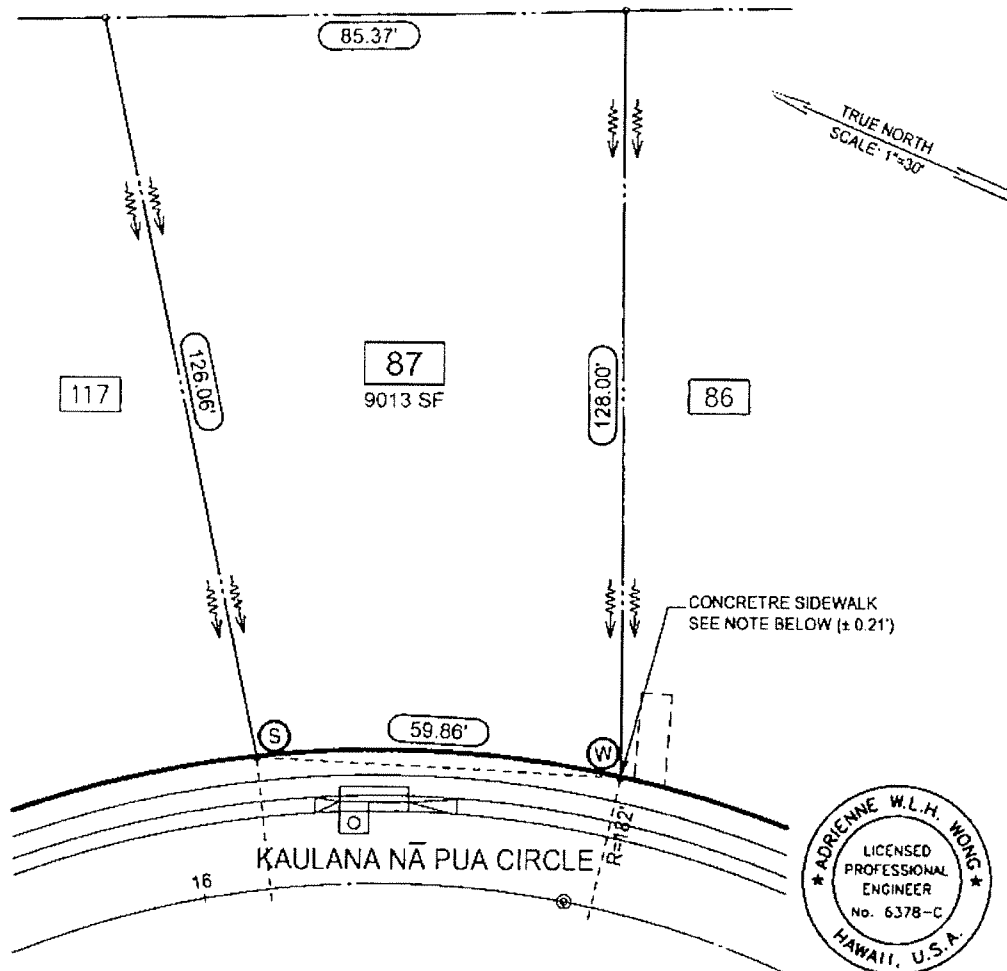 85.37'
TRUE NORTH
SCALE: 1"=30'
126.06'
117
87
9013 SF
128.00'
86
CONCRETRE SIDEWALK
SEE NOTE BELOW (± 0.21')
S
59.86'
W
R=182'
KAULANA NĀ PUA CIRCLE
16
ADRIENNE W.L.H. WONG
LICENSED
PROFESSIONAL
ENGINEER
No. 6378-C
HAWAII, U.S.A.